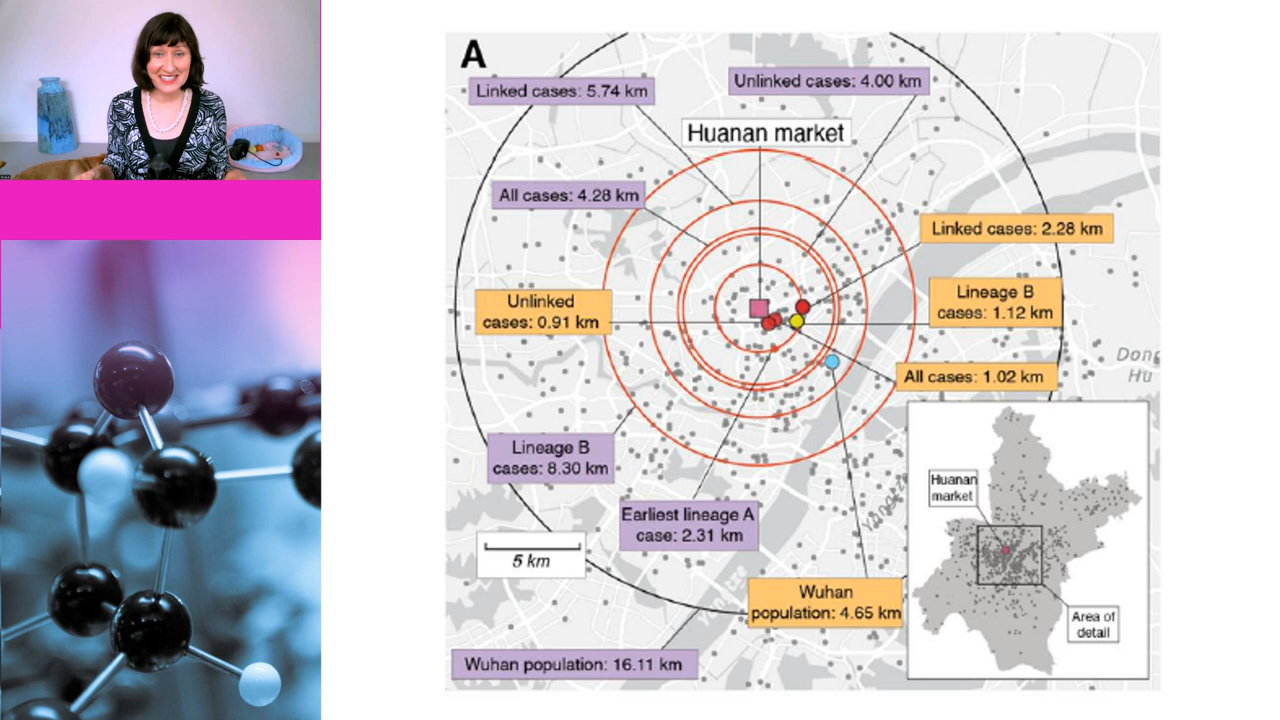 A
Linked cases: 5.74 km
Unlinked cases: 4.00 km
Huanan market
All cases: 4.28 km
Linked cases: 2.28 km
Unlinked
cases: 0.91 km
Lineage B
cases: 1.12 km
All cases: 1.02 km
Dong
Hu
Lineage B
cases: 8.30 km
Earliest lineage A
case: 2.31 km
5 km
Wuhan
population: 4.65 km
Wuhan population: 16.11 km
Huanan
market
Area of
detail